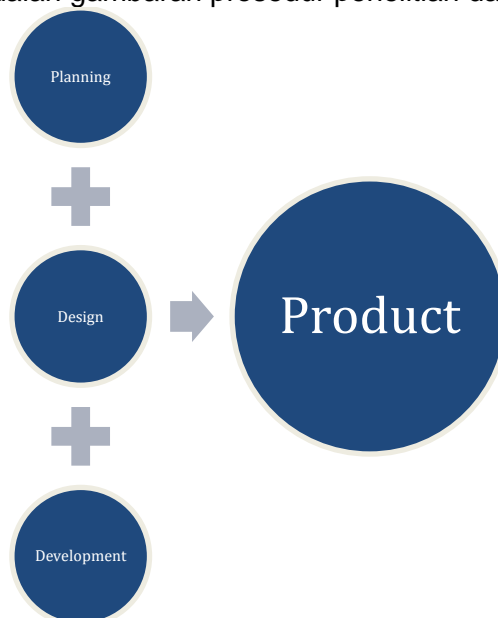 gambaran prosedur penelitian
Planning
Design
Product
Development